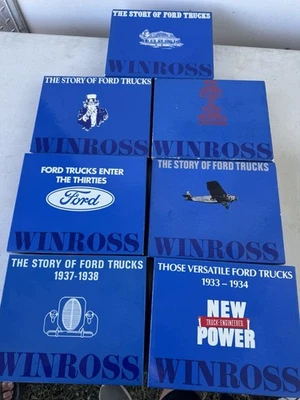 THE STORY OF FORD TRUCKS
WINROSS
THE STORY OF FORD TRUCKS
WINROSS
WINROSS
FORD TRUCKS ENTER
THE THIRTIES
Ford
WINROSS
THE STORY OF FORD TRUCKS
WINROSS
THE STORY OF FORD TRUCKS
1937-1938
WINROSS
THOSE VERSATILE FORD TRUCKS
1933 – 1934
NEW
TRUCK-ENGINEERED
POWER
WINROSS